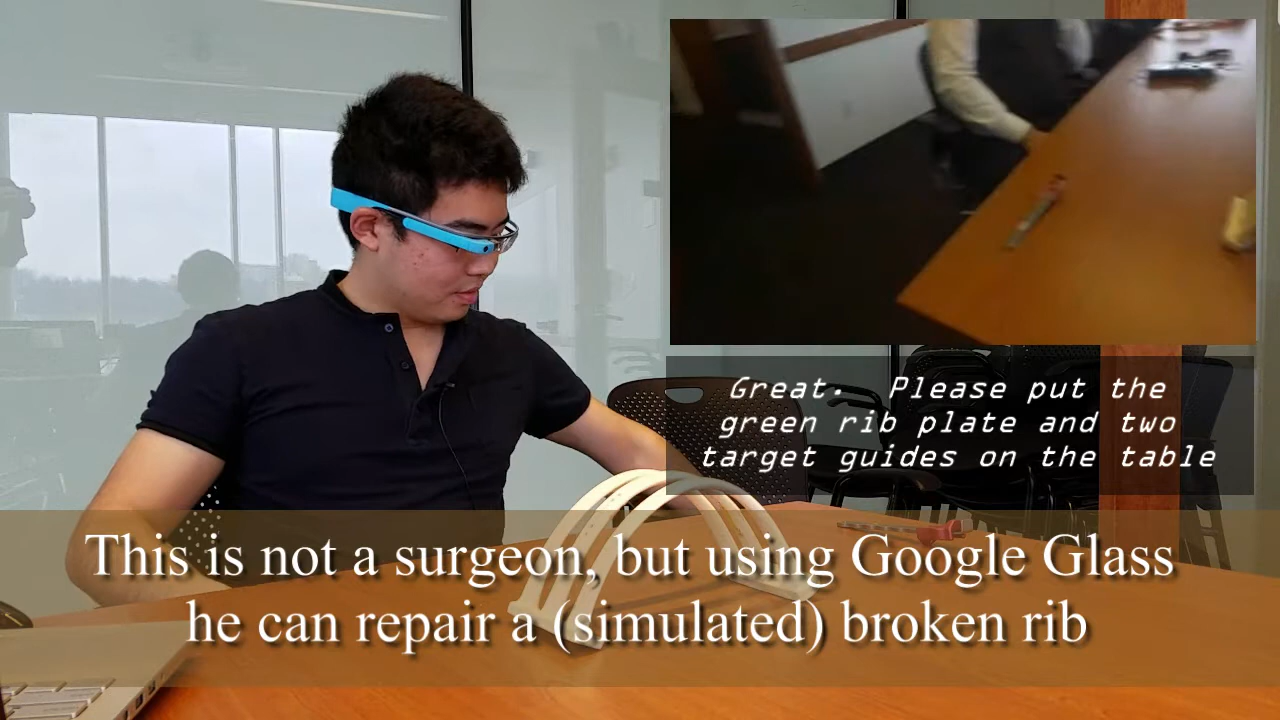 Great.  Please put the
green rib plate and two
target guides on the table
This is not a surgeon, but using Google Glass
he can repair a (simulated) broken rib